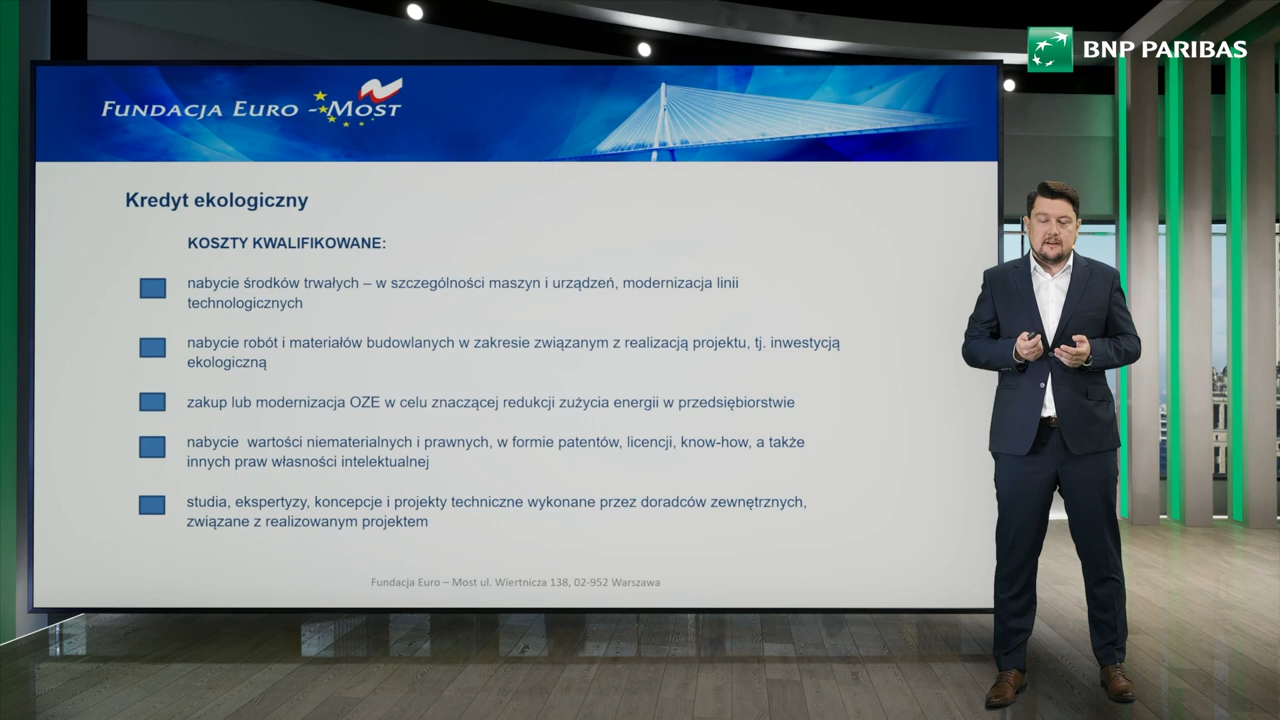 BNP PARIBAS
FUNDACJA EURO - MOST
Kredyt ekologiczny
KOSZTY KWALIFIKOWANE:
nabycie środków trwałych – w szczególności maszyn i urządzeń, modernizacja linii
technologicznych
nabycie robót i materiałów budowlanych w zakresie związanym z realizacją projektu, tj. inwestycją
ekologiczną
zakup lub modernizacja OZE w celu znaczącej redukcji zużycia energii w przedsiębiorstwie
nabycie  wartości niematerialnych i prawnych, w formie patentów, licencji, know-how, a także
innych praw własności intelektualnej
studia, ekspertyzy, koncepcje i projekty techniczne wykonane przez doradców zewnętrznych,
związane z realizowanym projektem
Fundacja Euro – Most ul. Wiertnicza 138, 02-952 Warszawa